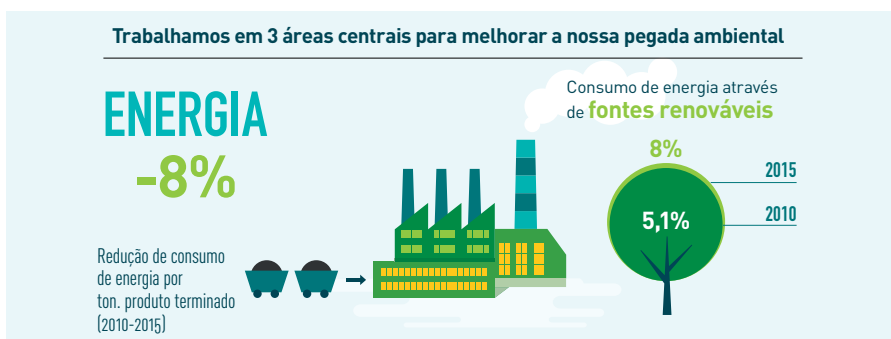 Trabalhamos em 3 áreas centrais para melhorar a nossa pegada ambiental
ENERGIA
-8%
Redução de consumo
de energia por
ton. produto terminado
(2010-2015)
Consumo de energia através
de fontes renováveis
8%
2015
5,1%
2010